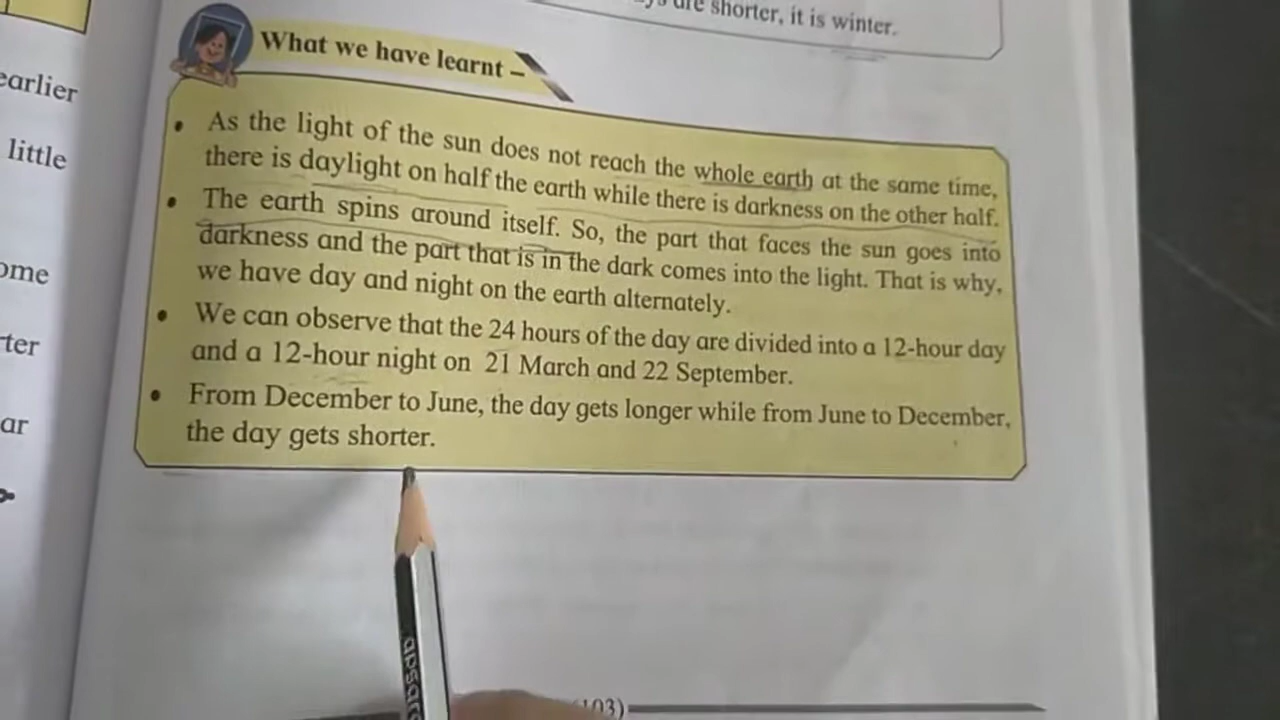 are shorter, it is winter.
What we have learnt –
earlier
little
ome
ter
ar
• As the light of the sun does not reach the whole earth at the same time,
there is daylight on half the earth while there is darkness on the other half.
• The earth spins around itself. So, the part that faces the sun goes into
darkness and the part that is in the dark comes into the light. That is why,
we have day and night on the earth alternately.
• We can observe that the 24 hours of the day are divided into a 12-hour day
and a 12-hour night on 21 March and 22 September.
• From December to June, the day gets longer while from June to December,
the day gets shorter.
apsara
103)